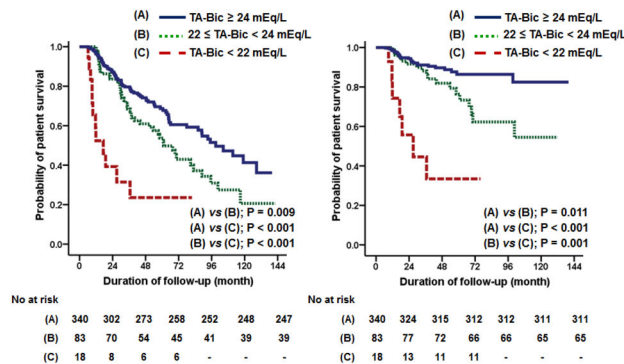 (A) TA-Bic ≥ 24 mEq/L
(B) 22 ≤ TA-Bic < 24 mEq/L
(C) TA-Bic < 22 mEq/L
Probability of patient survival
1.0
0.8
0.6
0.4
0.2
0.0
(A) vs (B); P = 0.009
(A) vs (C); P < 0.001
(B) vs (C); P < 0.001
0 24 48 72 96 120 144
Duration of follow-up (month)
No at risk
(A) 340 302 273 258 252 248 247
(B) 83 70 54 45 41 39 39
(C) 18 8 6 6
(A) TA-Bic ≥ 24 mEq/L
(B) 22 ≤ TA-Bic < 24 mEq/L
(C) TA-Bic < 22 mEq/L
Probability of patient survival
1.0
0.8
0.6
0.4
0.2
0.0
(A) vs (B); P = 0.011
(A) vs (C); P < 0.001
(B) vs (C); P = 0.001
0 24 48 72 96 120 144
Duration of follow-up (month)
No at risk
(A) 340 324 315 312 312 311 311
(B) 83 77 72 66 66 65 65
(C) 18 13 11 11